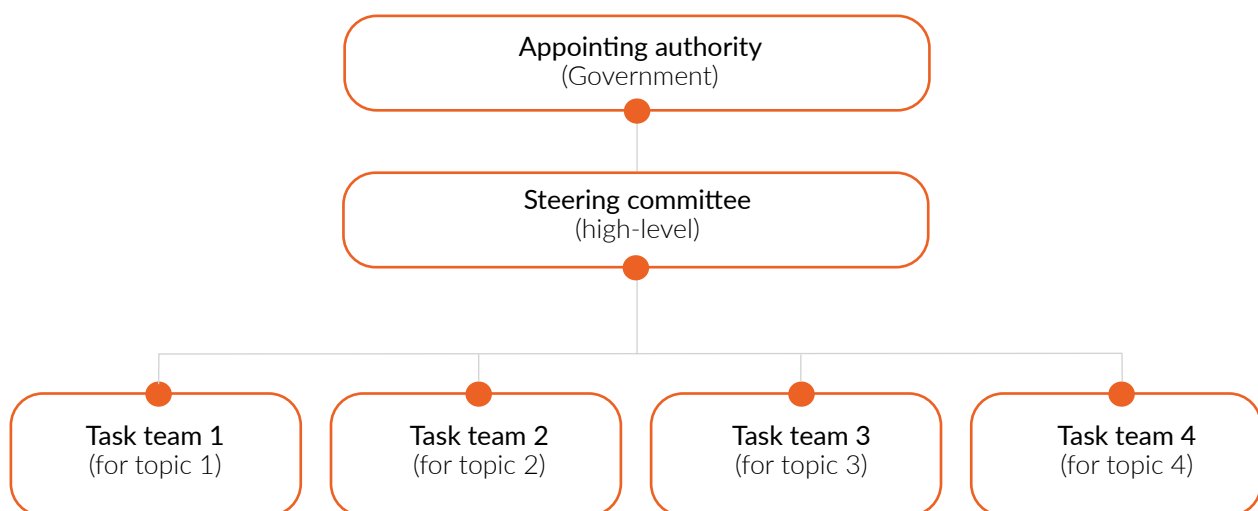 Appointing authority
(Government)
Steering committee
(high-level)
Task team 1
(for topic 1)
Task team 2
(for topic 2)
Task team 3
(for topic 3)
Task team 4
(for topic 4)